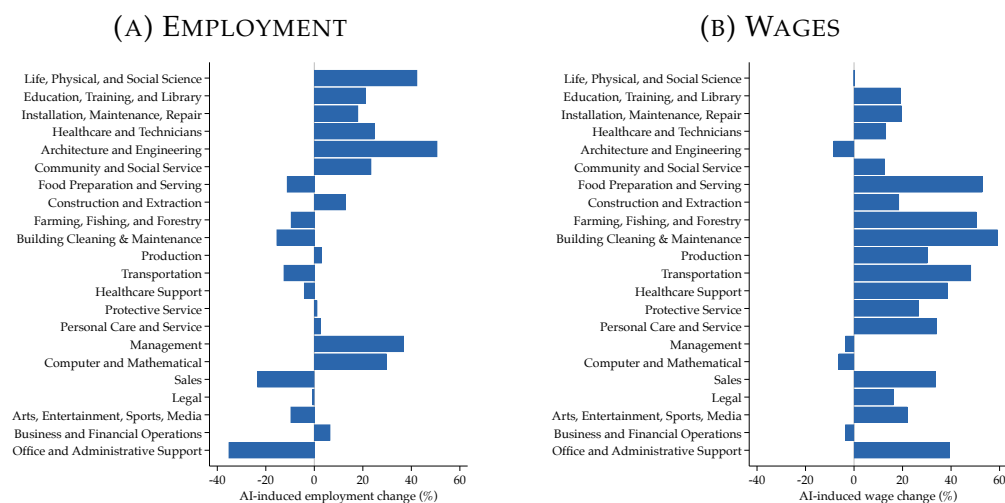 (A) EMPLOYMENT
Life, Physical, and Social Science
Education, Training, and Library
Installation, Maintenance, Repair
Healthcare and Technicians
Architecture and Engineering
Community and Social Service
Food Preparation and Serving
Construction and Extraction
Farming, Fishing, and Forestry
Building Cleaning & Maintenance
Production
Transportation
Healthcare Support
Protective Service
Personal Care and Service
Management
Computer and Mathematical
Sales
Legal
Arts, Entertainment, Sports, Media
Business and Financial Operations
Office and Administrative Support
-40 -20 0 20 40 60
AI-induced employment change (%)
(B) WAGES
Life, Physical, and Social Science
Education, Training, and Library
Installation, Maintenance, Repair
Healthcare and Technicians
Architecture and Engineering
Community and Social Service
Food Preparation and Serving
Construction and Extraction
Farming, Fishing, and Forestry
Building Cleaning & Maintenance
Production
Transportation
Healthcare Support
Protective Service
Personal Care and Service
Management
Computer and Mathematical
Sales
Legal
Arts, Entertainment, Sports, Media
Business and Financial Operations
Office and Administrative Support
-40 -20 0 20 40 60
AI-induced wage change (%)